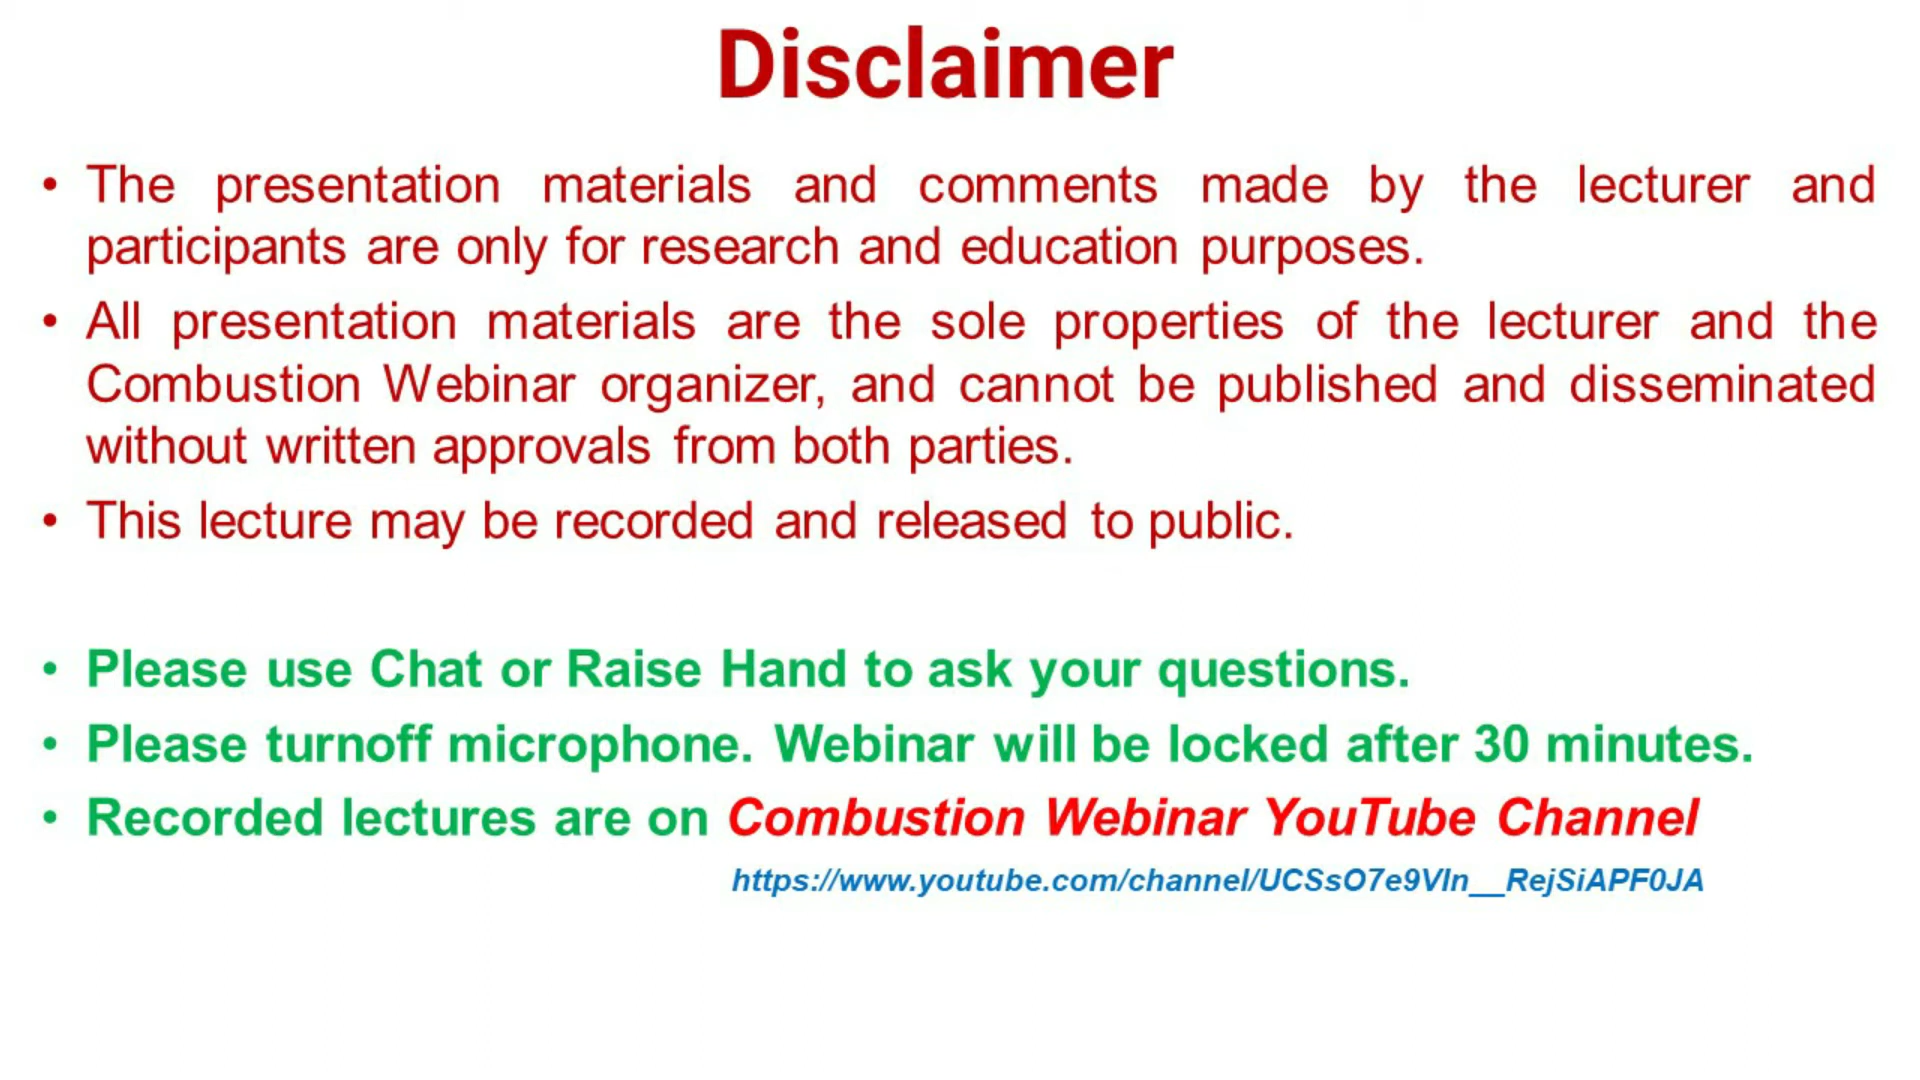 Disclaimer
• The presentation materials and comments made by the lecturer and
participants are only for research and education purposes.
• All presentation materials are the sole properties of the lecturer and the
Combustion Webinar organizer, and cannot be published and disseminated
without written approvals from both parties.
• This lecture may be recorded and released to public.
• Please use Chat or Raise Hand to ask your questions.
• Please turnoff microphone. Webinar will be locked after 30 minutes.
• Recorded lectures are on Combustion Webinar YouTube Channel
https://www.youtube.com/channel/UCSsO7e9VIn__RejSiAPF0JA